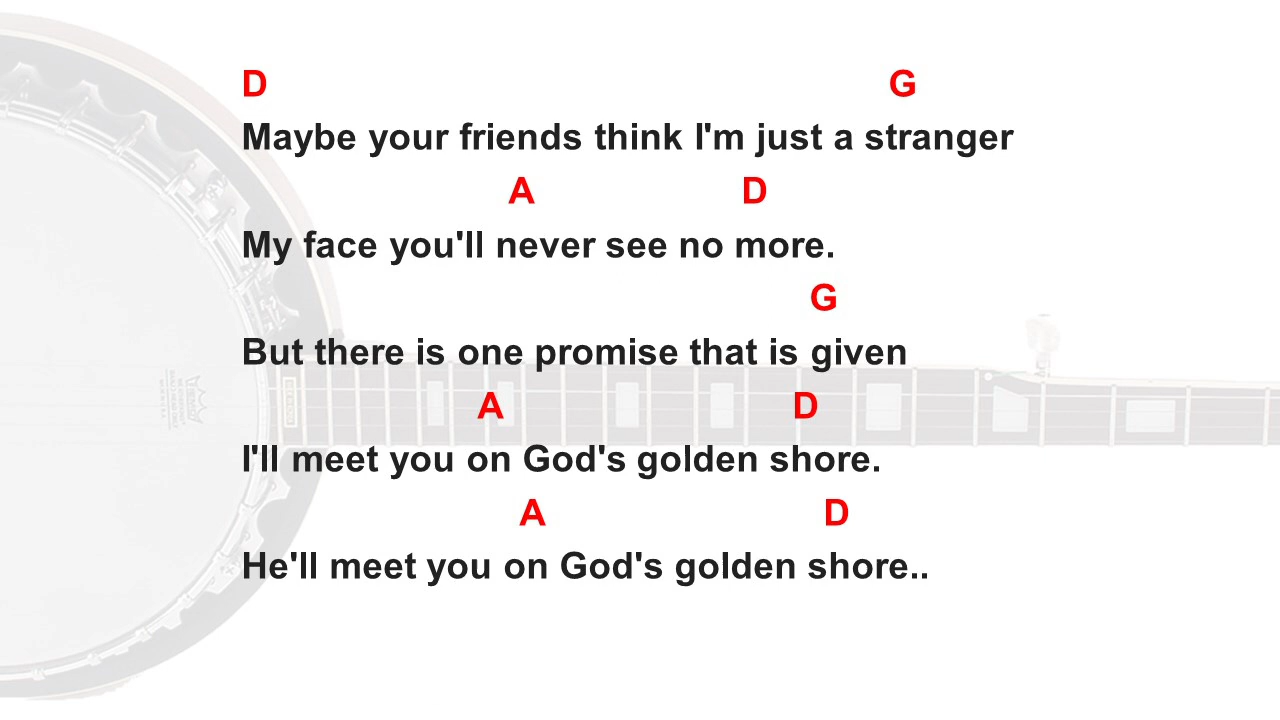 D G
Maybe your friends think I'm just a stranger
A D
My face you'll never see no more.
G
But there is one promise that is given
A D
I'll meet you on God's golden shore.
A D
He'll meet you on God's golden shore..